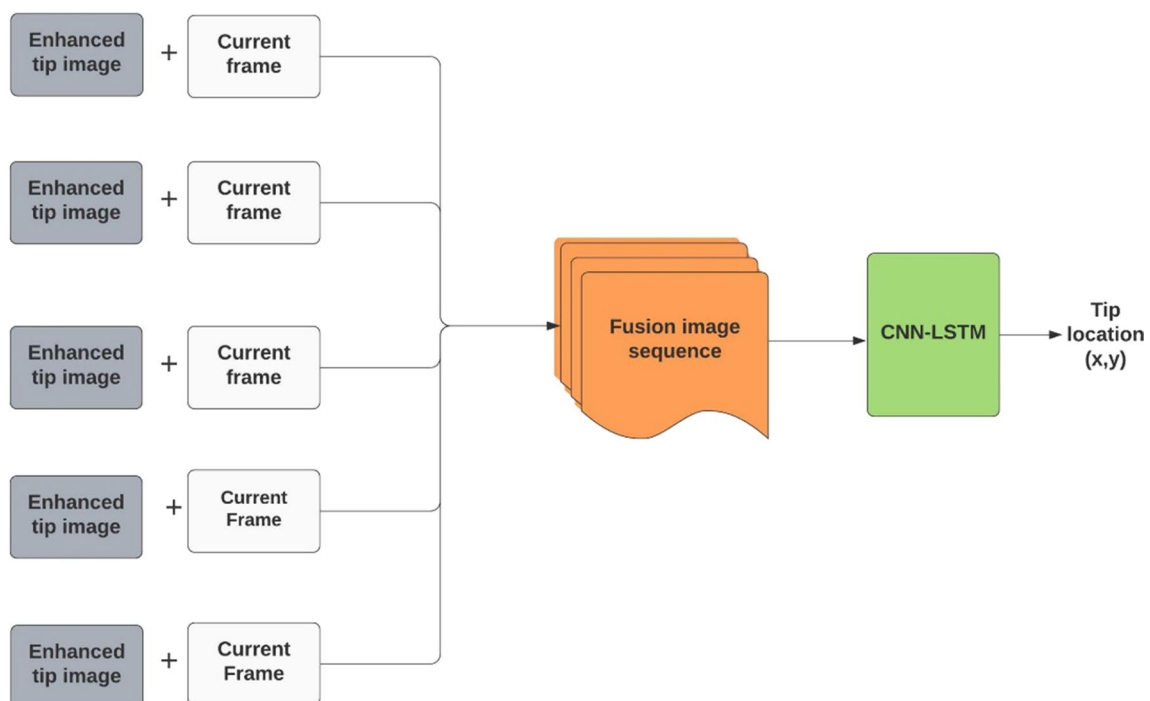 Enhanced
tip image
+
Current
frame
Enhanced
tip image
+
Current
frame
Enhanced
tip image
+
Current
frame
Enhanced
tip image
+
Current
Frame
Enhanced
tip image
+
Current
Frame
Fusion image
sequence
CNN-LSTM
Tip
location
(x,y)